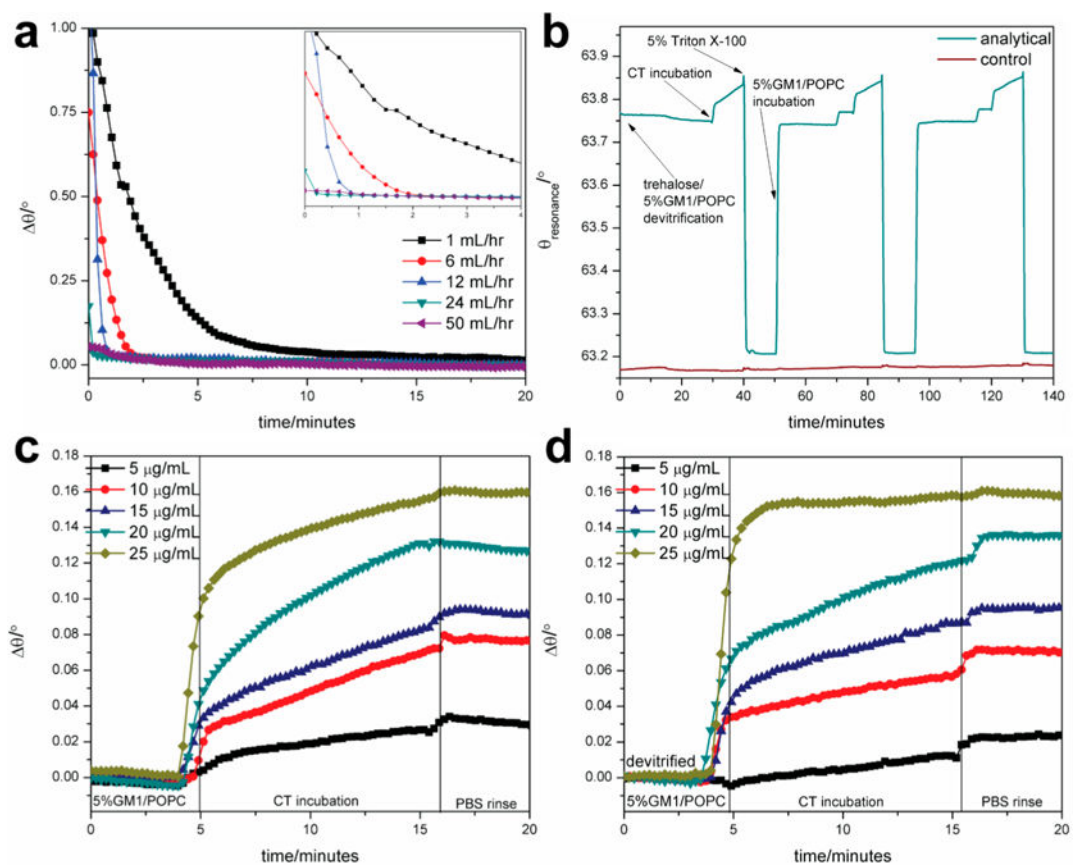 a
1.00
0.75
0.50
0.25
0.00
Δθ/°
0 1 2 3 4
1 mL/hr
6 mL/hr
12 mL/hr
24 mL/hr
50 mL/hr
0 5 10 15 20
time/minutes
b
63.9
63.8
63.7
63.6
63.5
63.4
63.3
63.2
θresonance/°
5% Triton X-100
CT incubation
5%GM1/POPC
incubation
trehalose/
5%GM1/POPC
devitrification
analytical
control
0 20 40 60 80 100 120 140
time/minutes
c
0.18
0.16
0.14
0.12
0.10
0.08
0.06
0.04
0.02
0.00
Δθ/°
5 μg/mL
10 μg/mL
15 μg/mL
20 μg/mL
25 μg/mL
5%GM1/POPC CT incubation PBS rinse
0 5 10 15 20
time/minutes
d
0.18
0.16
0.14
0.12
0.10
0.08
0.06
0.04
0.02
0.00
Δθ/°
5 μg/mL
10 μg/mL
15 μg/mL
20 μg/mL
25 μg/mL
devitrified
5%GM1/POPC CT incubation PBS rinse
0 5 10 15 20
time/minutes